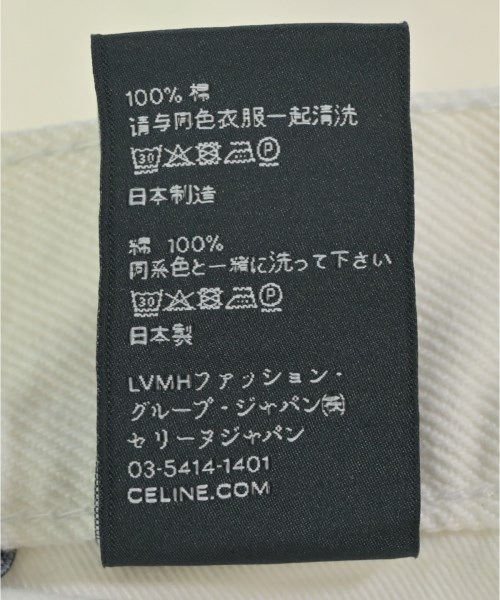 100% 棉
请与同色衣服一起清洗
30 P
日本制造
綿 100%
同系色と一緒に洗って下さい
30 P
日本製
LVMHファッション・
グループ・ジャパン㈱
セリーヌジャパン
03-5414-1401
CELINE.COM